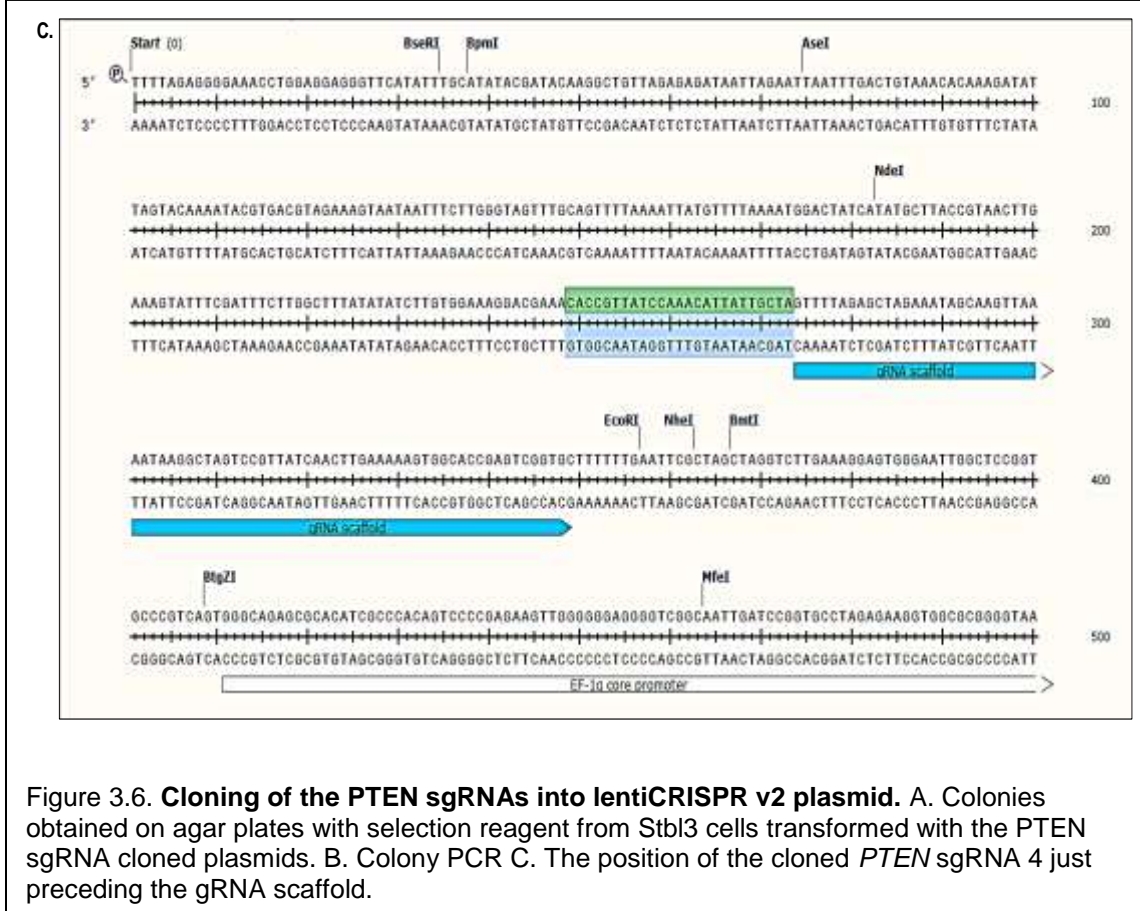 C.
Start (0) BseRI BpmI AseI
5' P TTTTAGAGGGGAAACCTGGAGGAGGGTTCATATTTGCATATACGATACAAGGCTGTTAGAGAGATAATTAGAATTAATTTGACTGTAAACACAAAGATAT
100
3' AAAATCTCCCCTTTGGACCTCCTCCCAAGTATAAACGTATATGCTATGTTCCGACAATCTCTCTATTAATCTTAATTAAACTGACATTTGTGTTTCTATA
NdeI
TAGTACAAAATACGTGACGTAGAAAGTAATAATTTCTTGGGTAGTTTGCAGTTTTAAAATTATGTTTTAAAATGGACTATCATATGCTTACCGTAACTTG
200
ATCATGTTTTATGCACTGCATCTTTCATTATTAAAGAACCCATCAAACGTCAAAATTTTAATACAAAATTTTACCTGATAGTATACGAATGGCATTGAAC
AAAGTATTTCGATTTCTTGGCTTTATATATCTTGTGGAAAGGACGAAACACCGTTATCCAAACATTATTGCTAGTTTTAGAGCTAGAAATAGCAAGTTAA
300
TTTCATAAAGCTAAAGAACCGAAATATATAGAACACCTTTCCTGCTTTGTGGCAATAGGTTTGTAATAACGATCAAAATCTCGATCTTTATCGTTCAATT
gRNA scaffold
EcoRI NheI BmtI
AATAAGGCTAGTCCGTTATCAACTTGAAAAAGTGGCACCGAGTCGGTGCTTTTTTGAATTCGCTAGCTAGGTCTTGAAAGGAGTGGGAATTGGCTCCGGT
400
TTATTCCGATCAGGCAATAGTTGAACTTTTTCACCGTGGCTCAGCCACGAAAAAACTTAAGCGATCGATCCAGAACTTTCCTCACCCTTAACCGAGGCCA
gRNA scaffold
BtgZI MfeI
GCCCGTCAGTGGGCAGAGCGCACATCGCCCACAGTCCCCGAGAAGTTGGGGGGAGGGGTCGGCAATTGATCCGGTGCCTAGAGAAGGTGGCGCGGGGTAA
500
CGGGCAGTCACCCGTCTCGCGTGTAGCGGGTGTCAGGGGCTCTTCAACCCCCCTCCCCAGCCGTTAACTAGGCCACGGATCTCTTCCACCGCGCCCCATT
EF-1α core promoter
Figure 3.6. Cloning of the PTEN sgRNAs into lentiCRISPR v2 plasmid. A. Colonies
obtained on agar plates with selection reagent from Stbl3 cells transformed with the PTEN
sgRNA cloned plasmids. B. Colony PCR C. The position of the cloned PTEN sgRNA 4 just
preceding the gRNA scaffold.